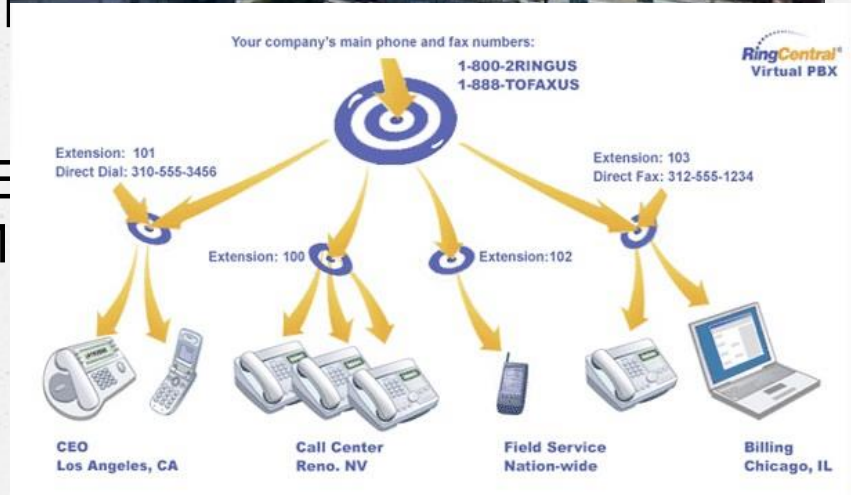 Your company's main phone and fax numbers:
1-800-2RINGUS
1-888-TOFAXUS
RingCentral®
Virtual PBX
Extension: 101
Direct Dial: 310-555-3456
Extension: 103
Direct Fax: 312-555-1234
Extension: 100
Extension:102
CEO
Los Angeles, CA
Call Center
Reno. NV
Field Service
Nation-wide
Billing
Chicago, IL